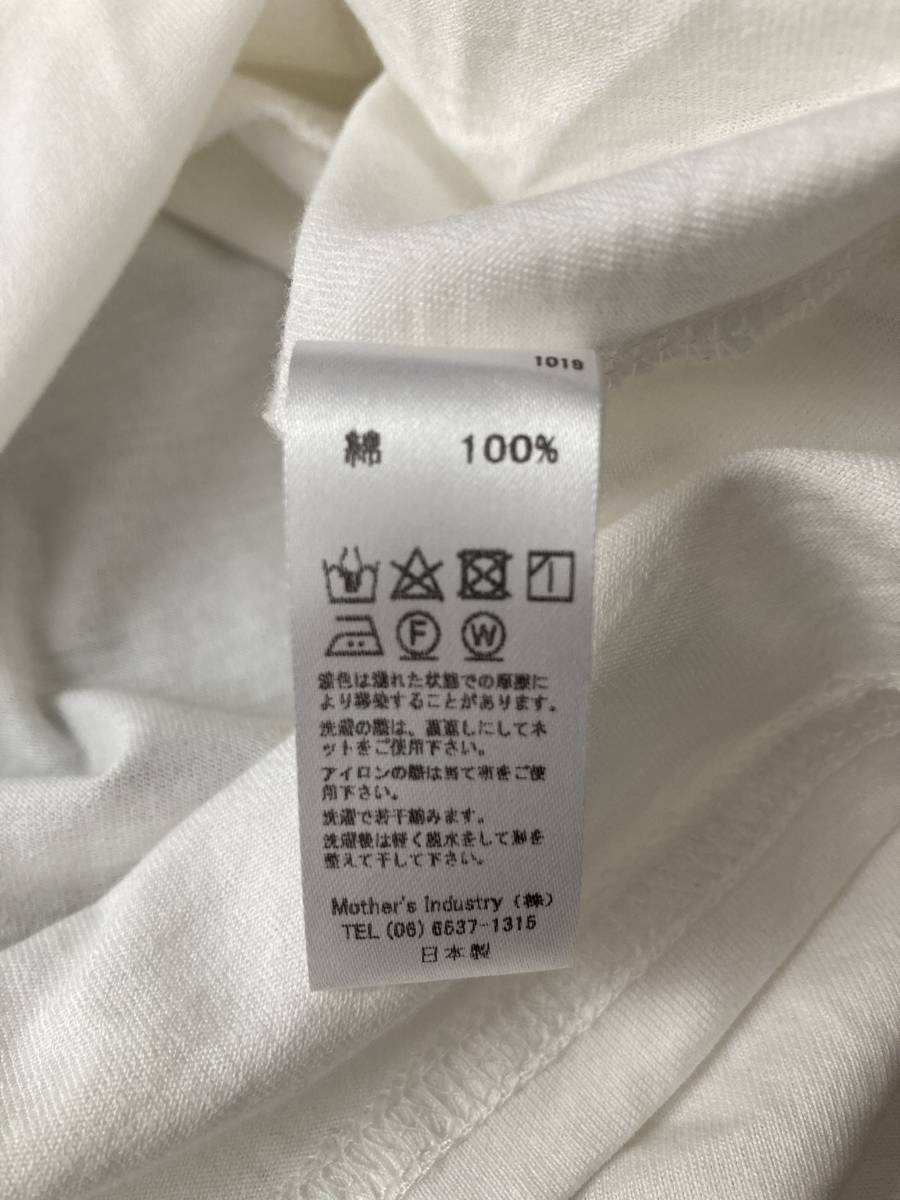 1019
綿 100%
F W
濃色は濡れた状態での摩擦に
より移染することがあります。
洗濯の際は、裏返しにしてネ
ットをご使用下さい。
アイロンの際は当て布をご使
用下さい。
洗濯で若干縮みます。
洗濯後は軽く脱水をして形を
整えて干して下さい。
Mother's Industry (株)
TEL (06) 6537-1315
日本製